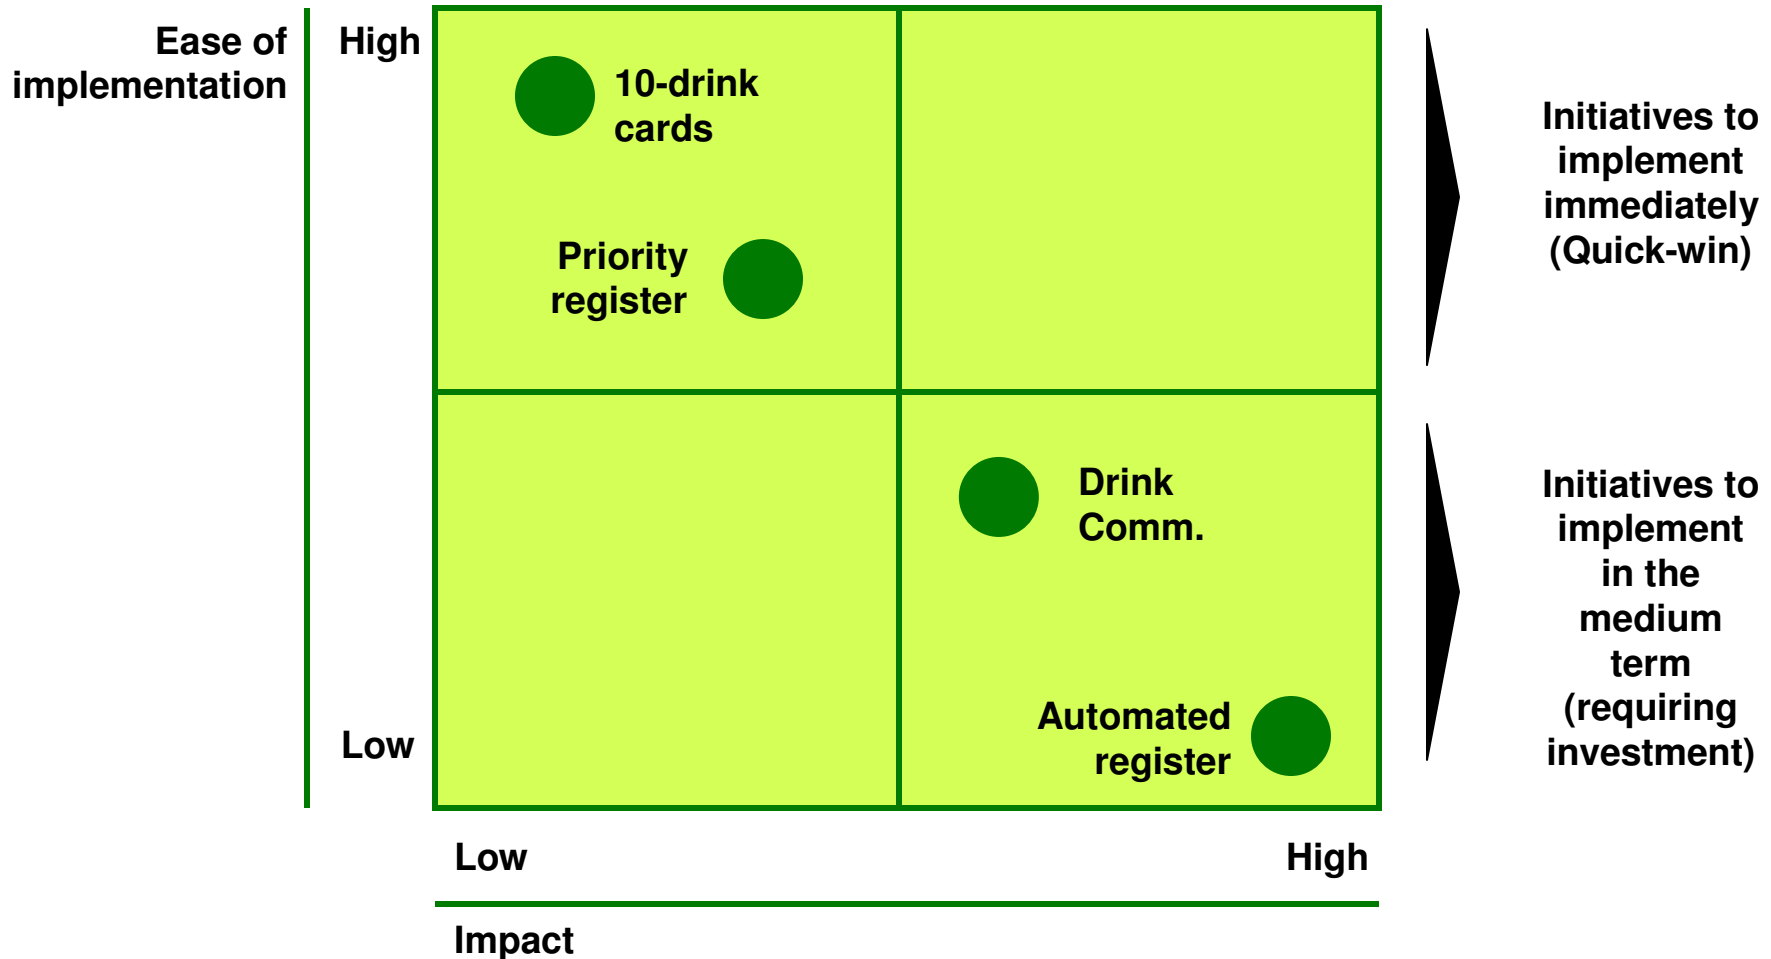 Ease of
implementation
High
10-drink
cards
Priority
register
Initiatives to
implement
immediately
(Quick-win)
Drink
Comm.
Automated
register
Low
Initiatives to
implement
in the
medium
term
(requiring
investment)
Low
High
Impact